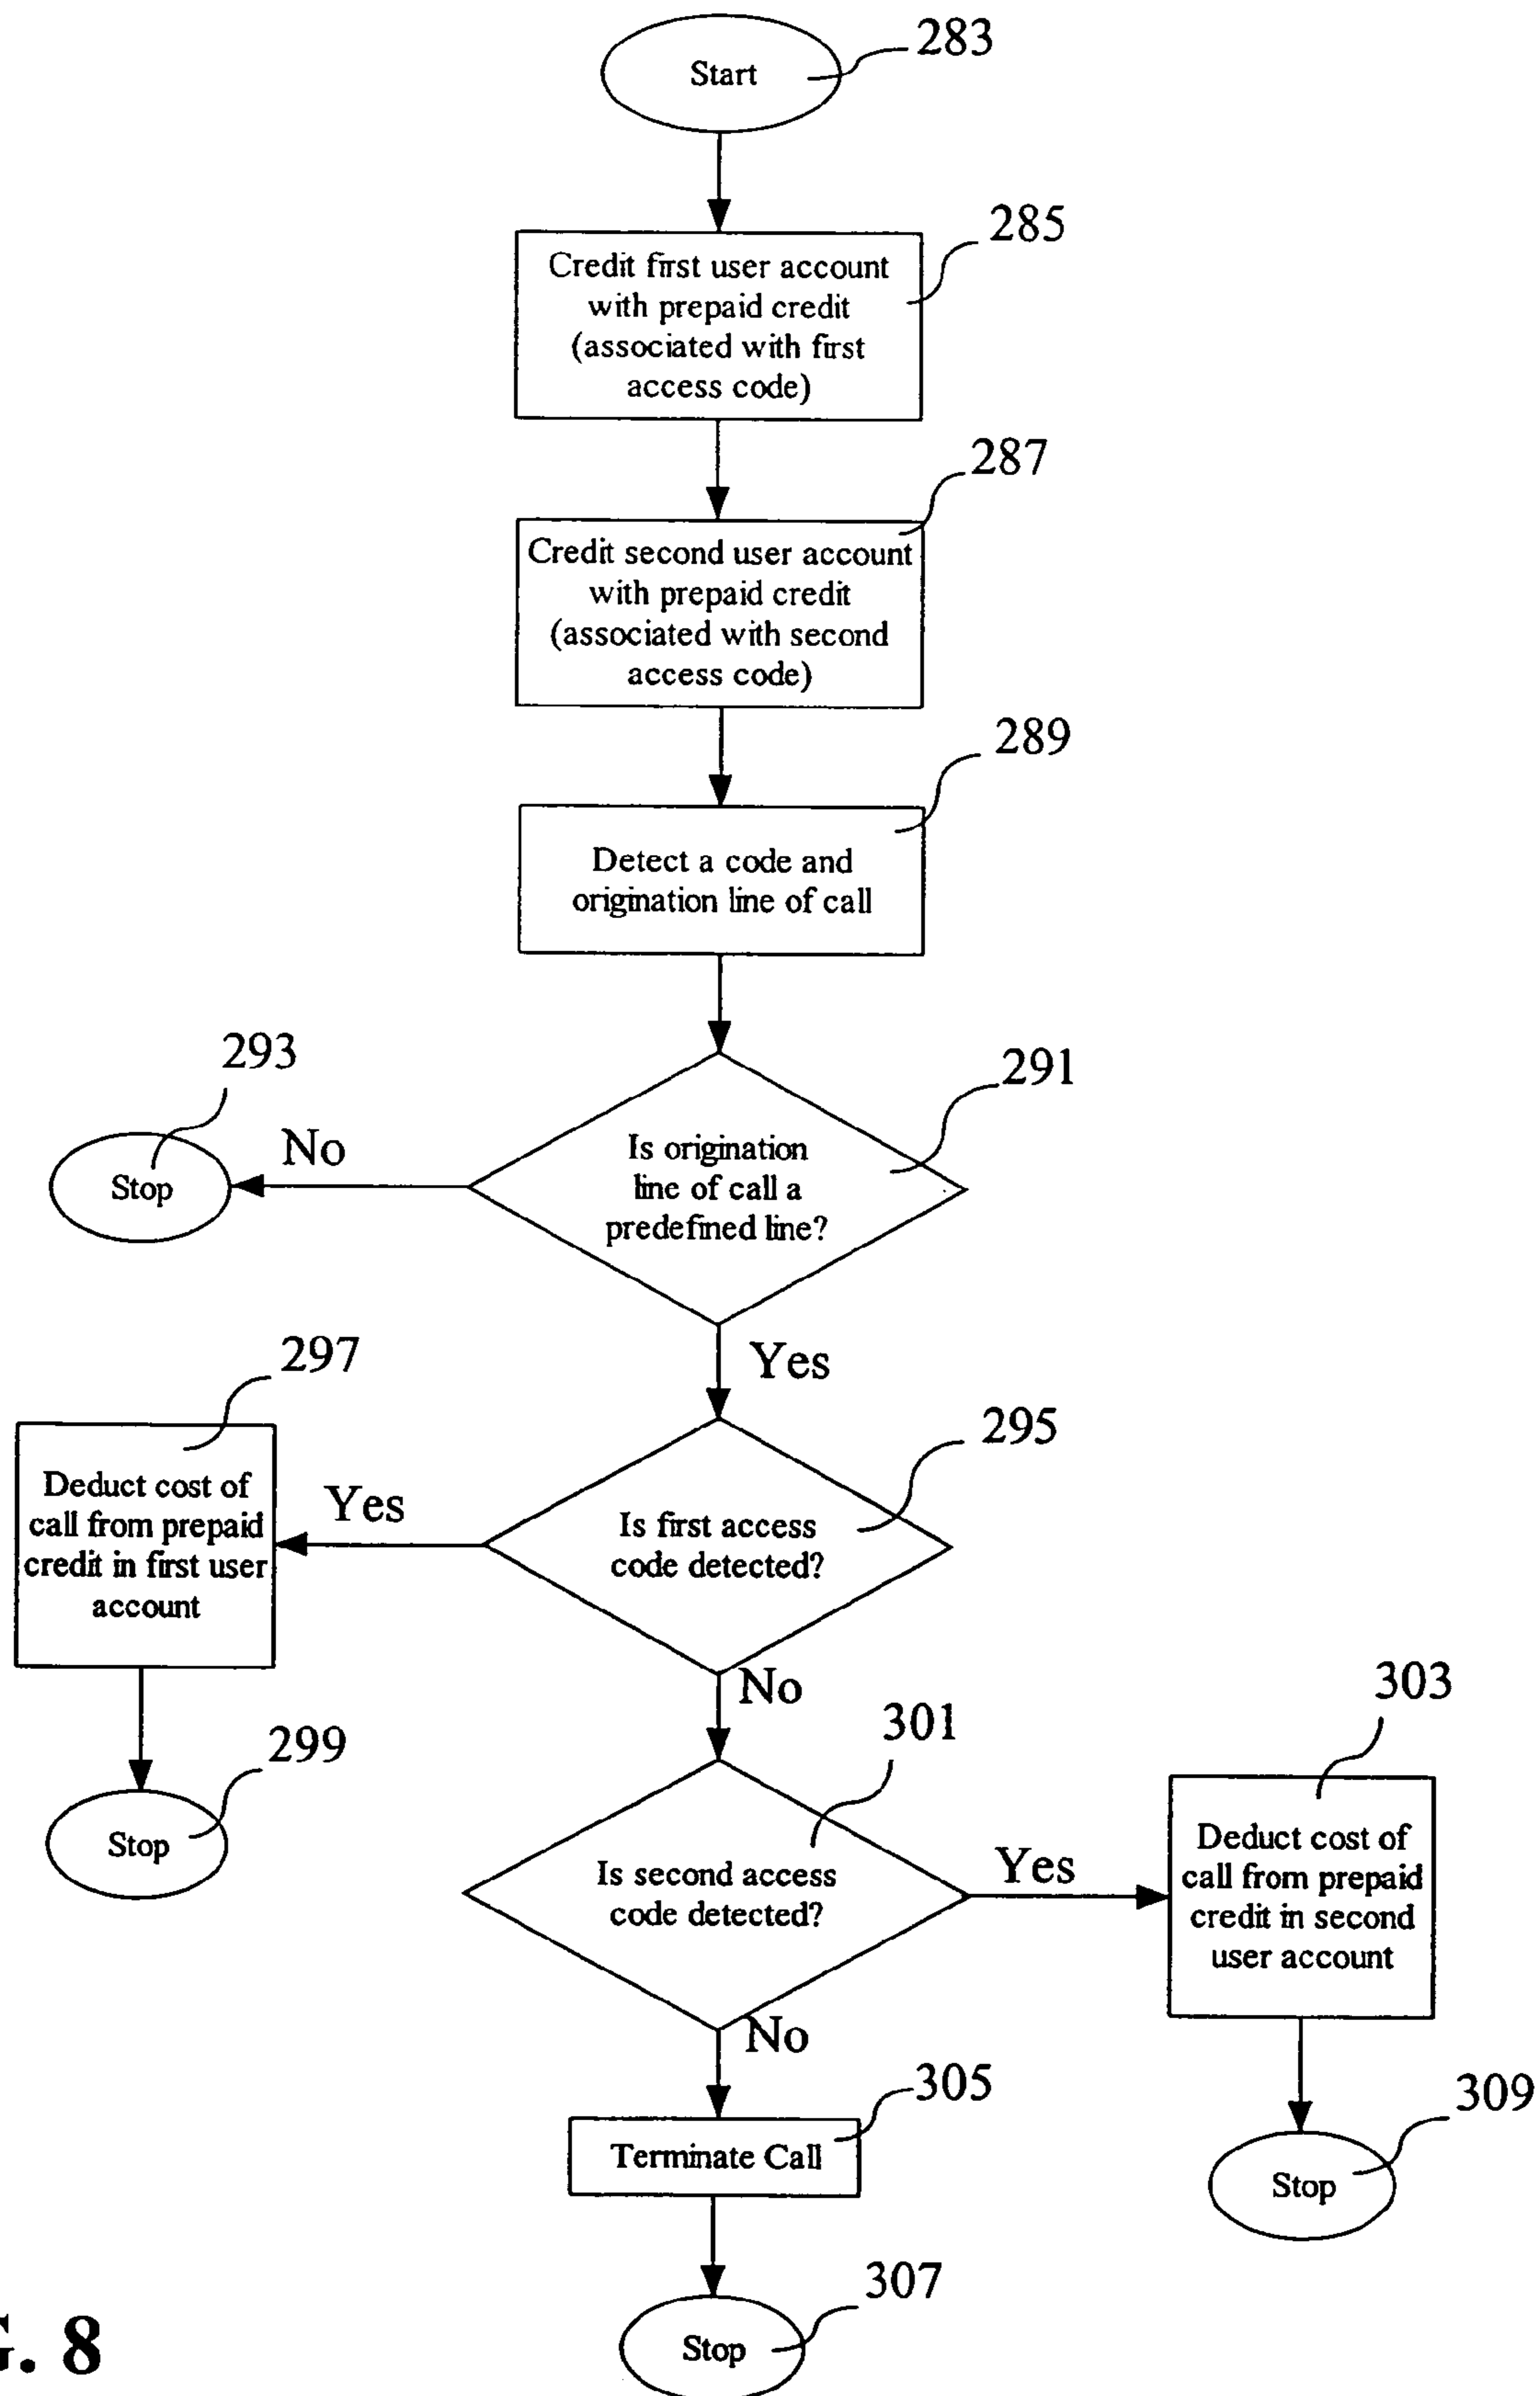 Start
283
285
Credit first user account
with prepaid credit
(associated with first
access code)
287
Credit second user account
with prepaid credit
(associated with second
access code)
289
Detect a code and
origination line of call
293
291
No
Stop
Is origination
line of call a
predefined line?
Yes
297
295
Deduct cost of
call from prepaid
credit in first user
account
Yes
Is first access
code detected?
No
299
Stop
301
303
Is second access
code detected?
Yes
Deduct cost of
call from prepaid
credit in second
user account
No
305
Terminate Call
309
Stop
307
Stop
. 8